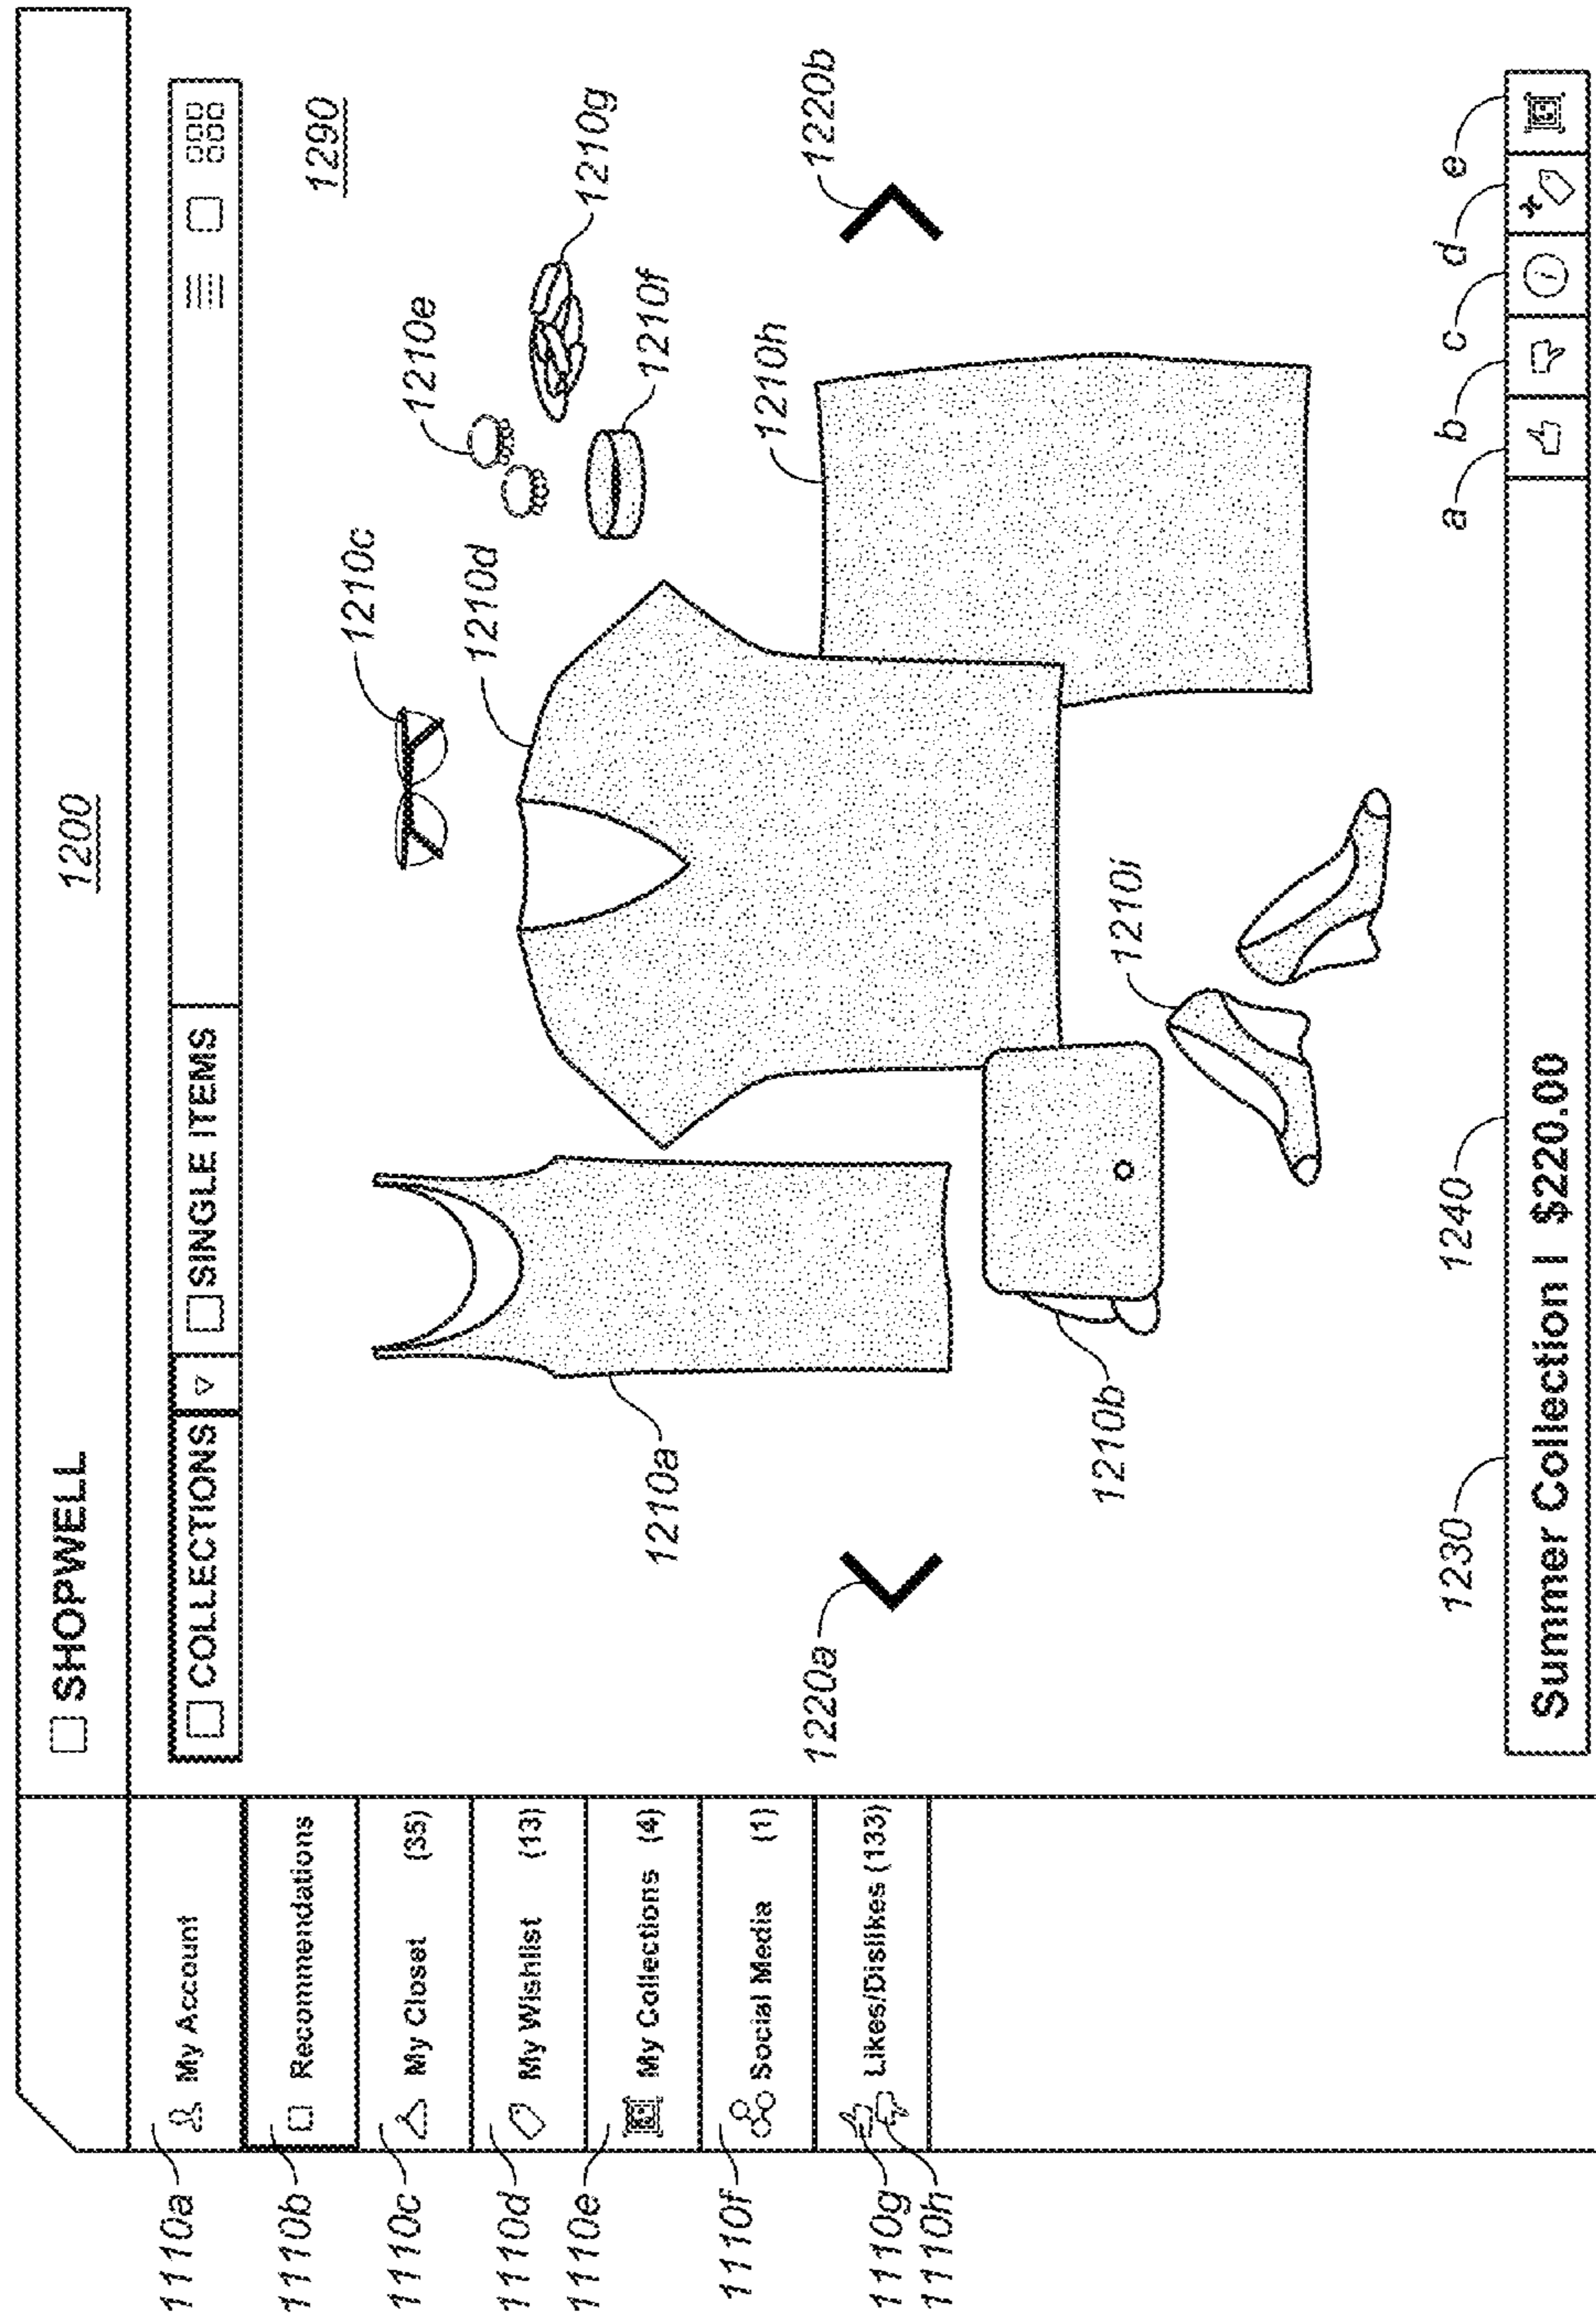 1200
SHOPWELL
COLLECTIONS
SINGLE ITEMS
1290
1110a
My Account
1110b
Recommendations
1110c
My Closet (35)
1110d
My Wishlist (13)
1110e
My Collections (4)
1110f
Social Media (1)
1110g
1110h
Likes/Dislikes (133)
1210a
1210b
1210c
1210d
1210e
1210f
1210g
1210h
1210i
1220a
1220b
1230
1240
a
b
c
d
e
Summer Collection I $220.00